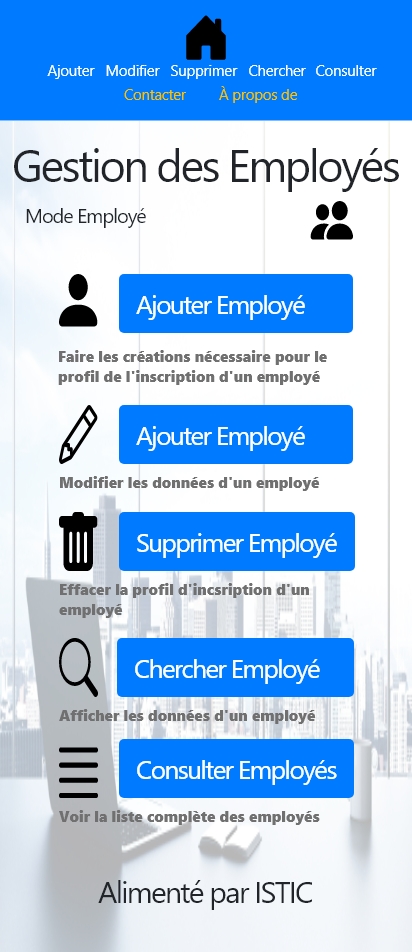 Ajouter Modifier Supprimer Chercher Consulter
Contacter À propos de
Gestion des Employés
Mode Employé
Ajouter Employé
Faire les créations nécessaire pour le
profil de l'inscription d'un employé
Ajouter Employé
Modifier les données d'un employé
Supprimer Employé
Effacer la profil d'incsription d'un
employé
Chercher Employé
Afficher les données d'un employé
Consulter Employés
Voir la liste complète des employés
Alimenté par ISTIC